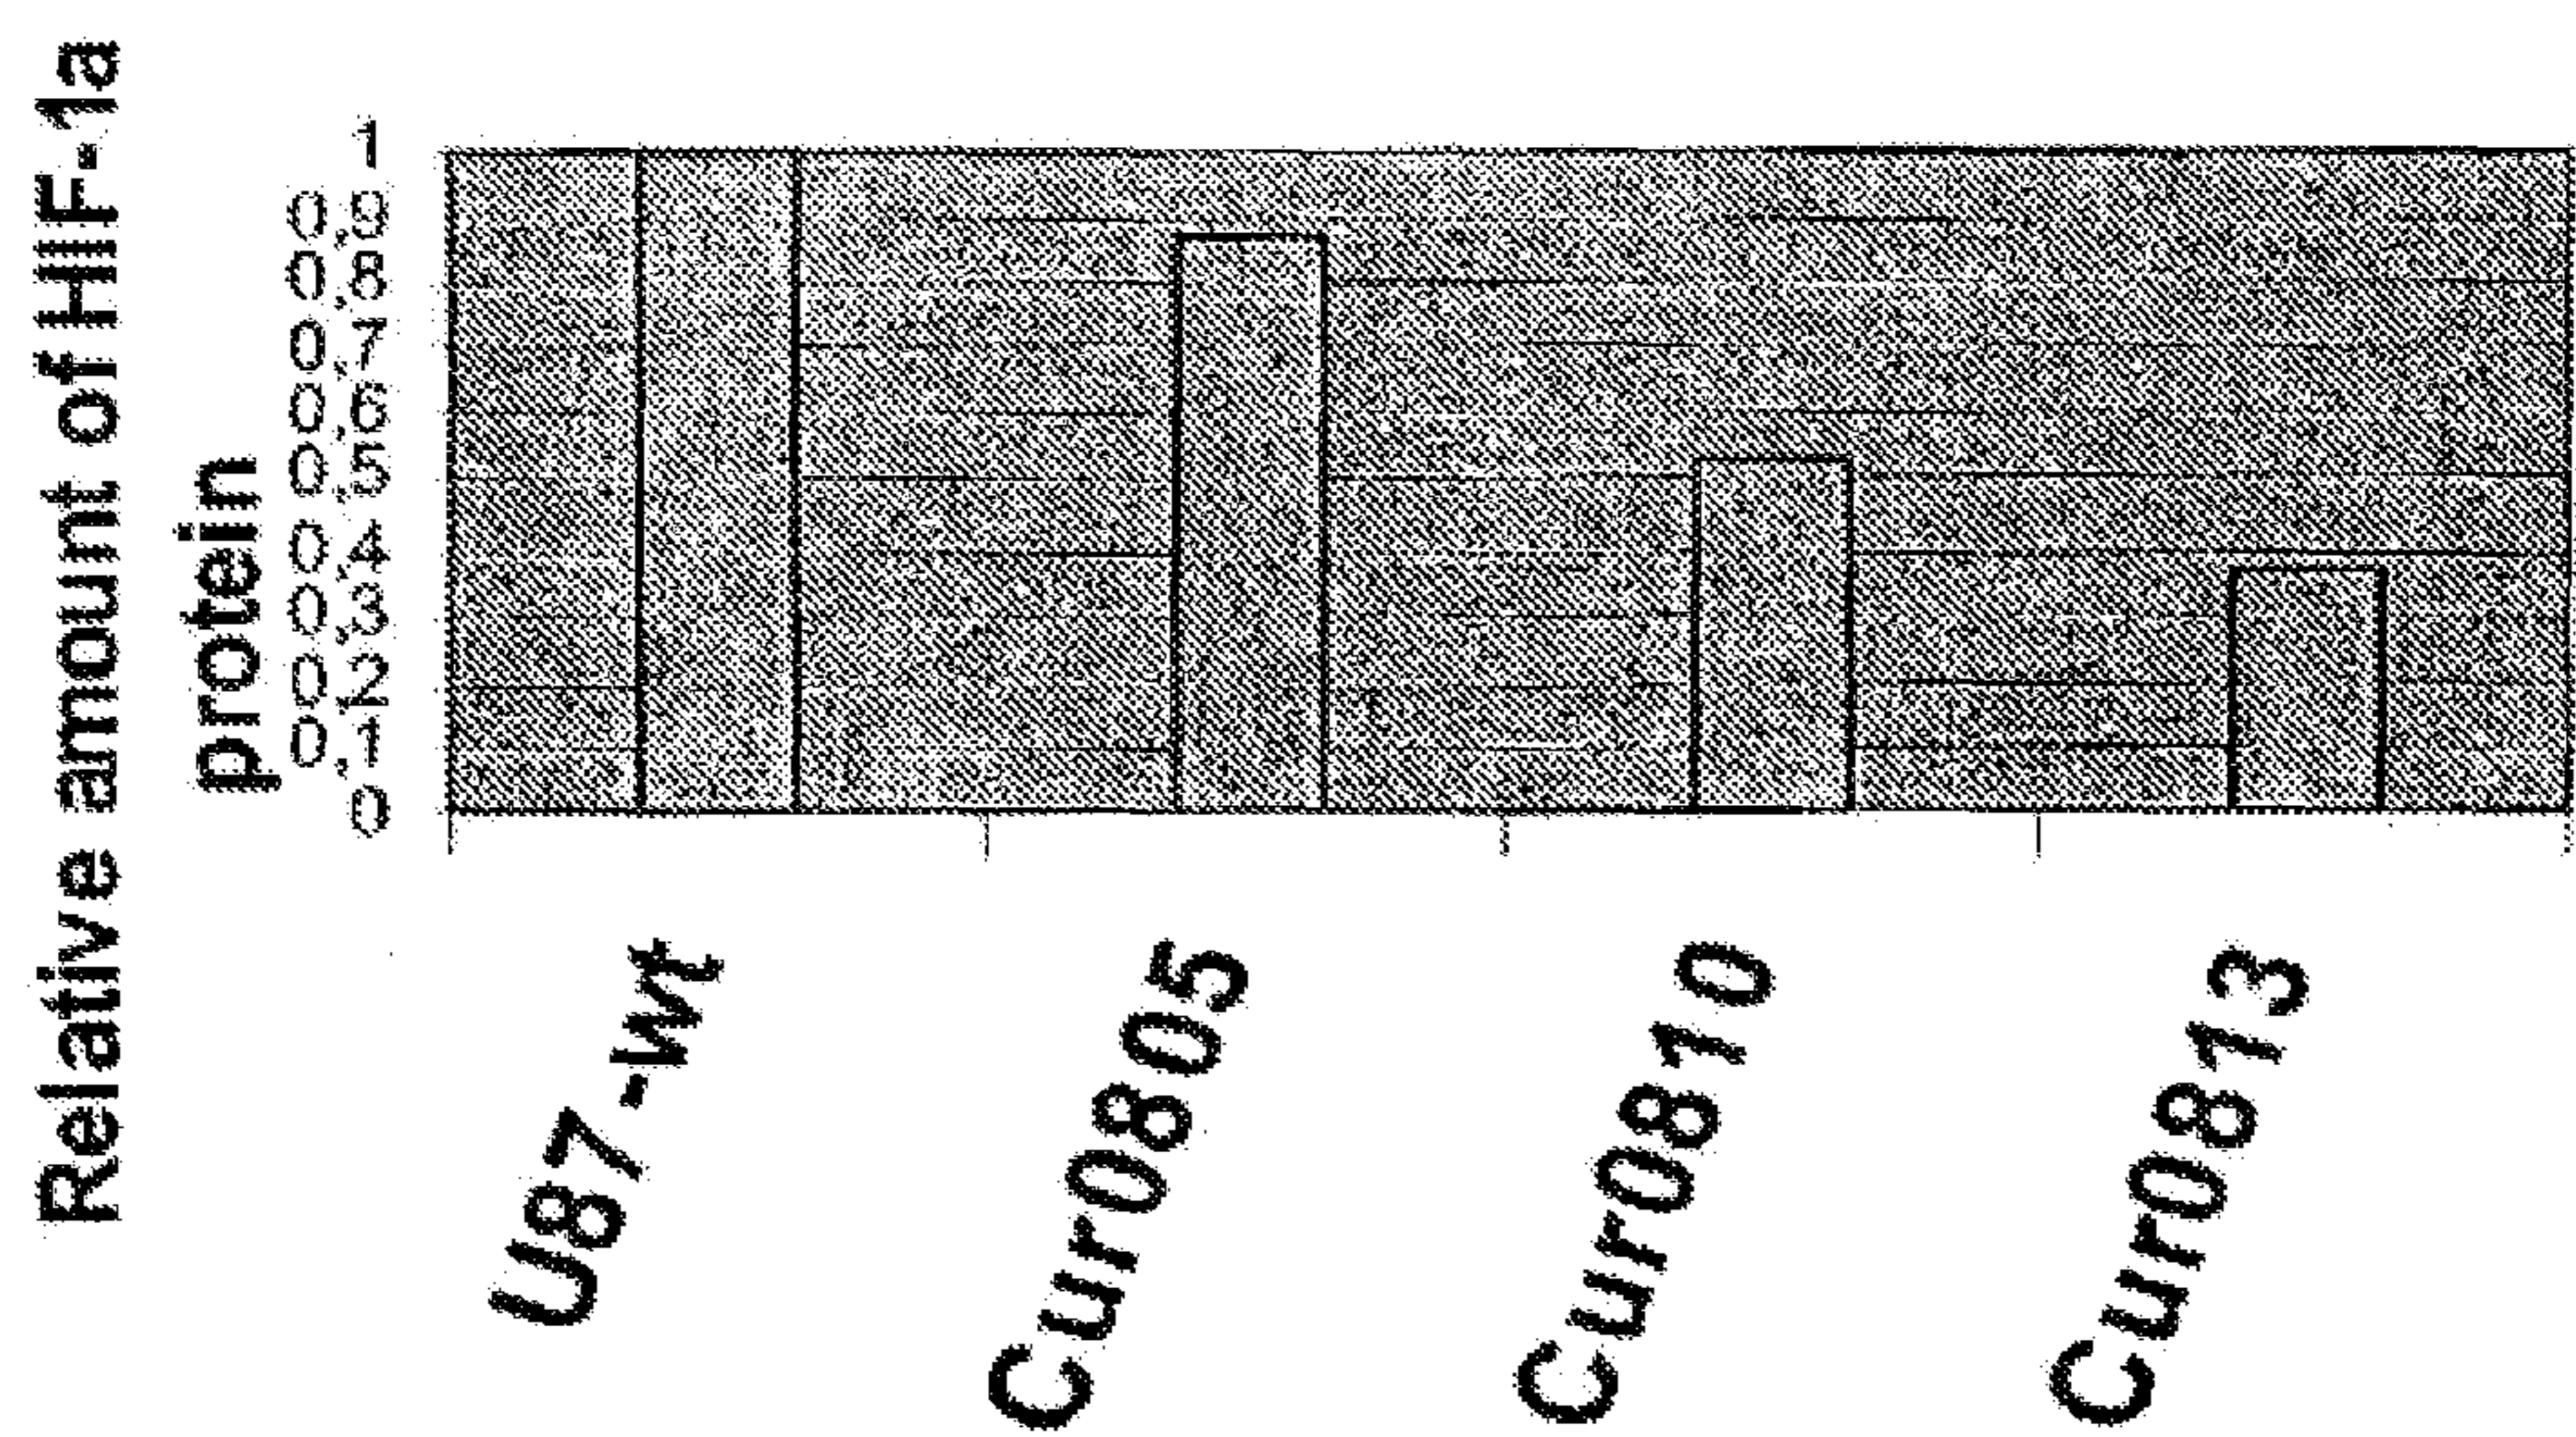 Relative amount of HIF-1a
protein
1
0,9
0,8
0,7
0,6
0,5
0,4
0,3
0,2
0,1
0
U87-wt
Cur0805
Cur0810
Cur0813